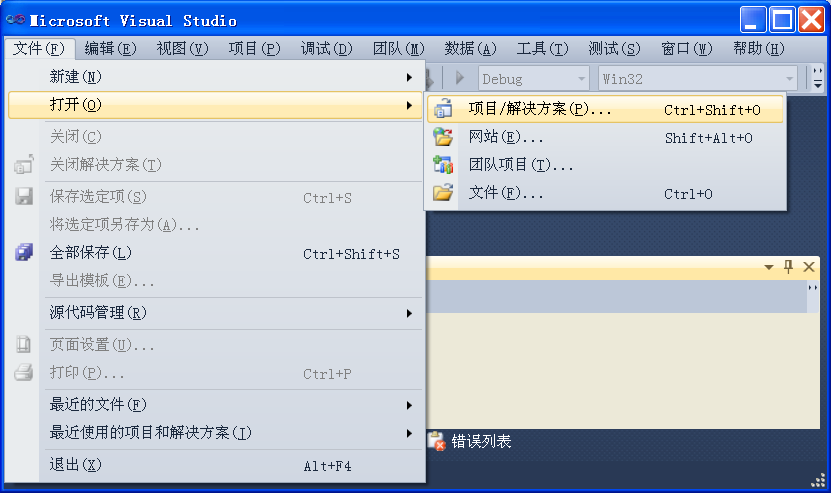 Microsoft Visual Studio
文件(F) 编辑(E) 视图(V) 项目(P) 调试(D) 团队(M) 数据(A) 工具(T) 测试(S) 窗口(W) 帮助(H)
Debug Win32
新建(N)
打开(O)
关闭(C)
关闭解决方案(T)
保存选定项(S) Ctrl+S
将选定项另存为(A)...
全部保存(L) Ctrl+Shift+S
导出模板(E)...
源代码管理(R)
页面设置(U)...
打印(P)... Ctrl+P
最近的文件(F)
最近使用的项目和解决方案(J)
退出(X) Alt+F4
项目/解决方案(P)... Ctrl+Shift+O
网站(E)... Shift+Alt+O
团队项目(T)...
文件(F)... Ctrl+O
错误列表